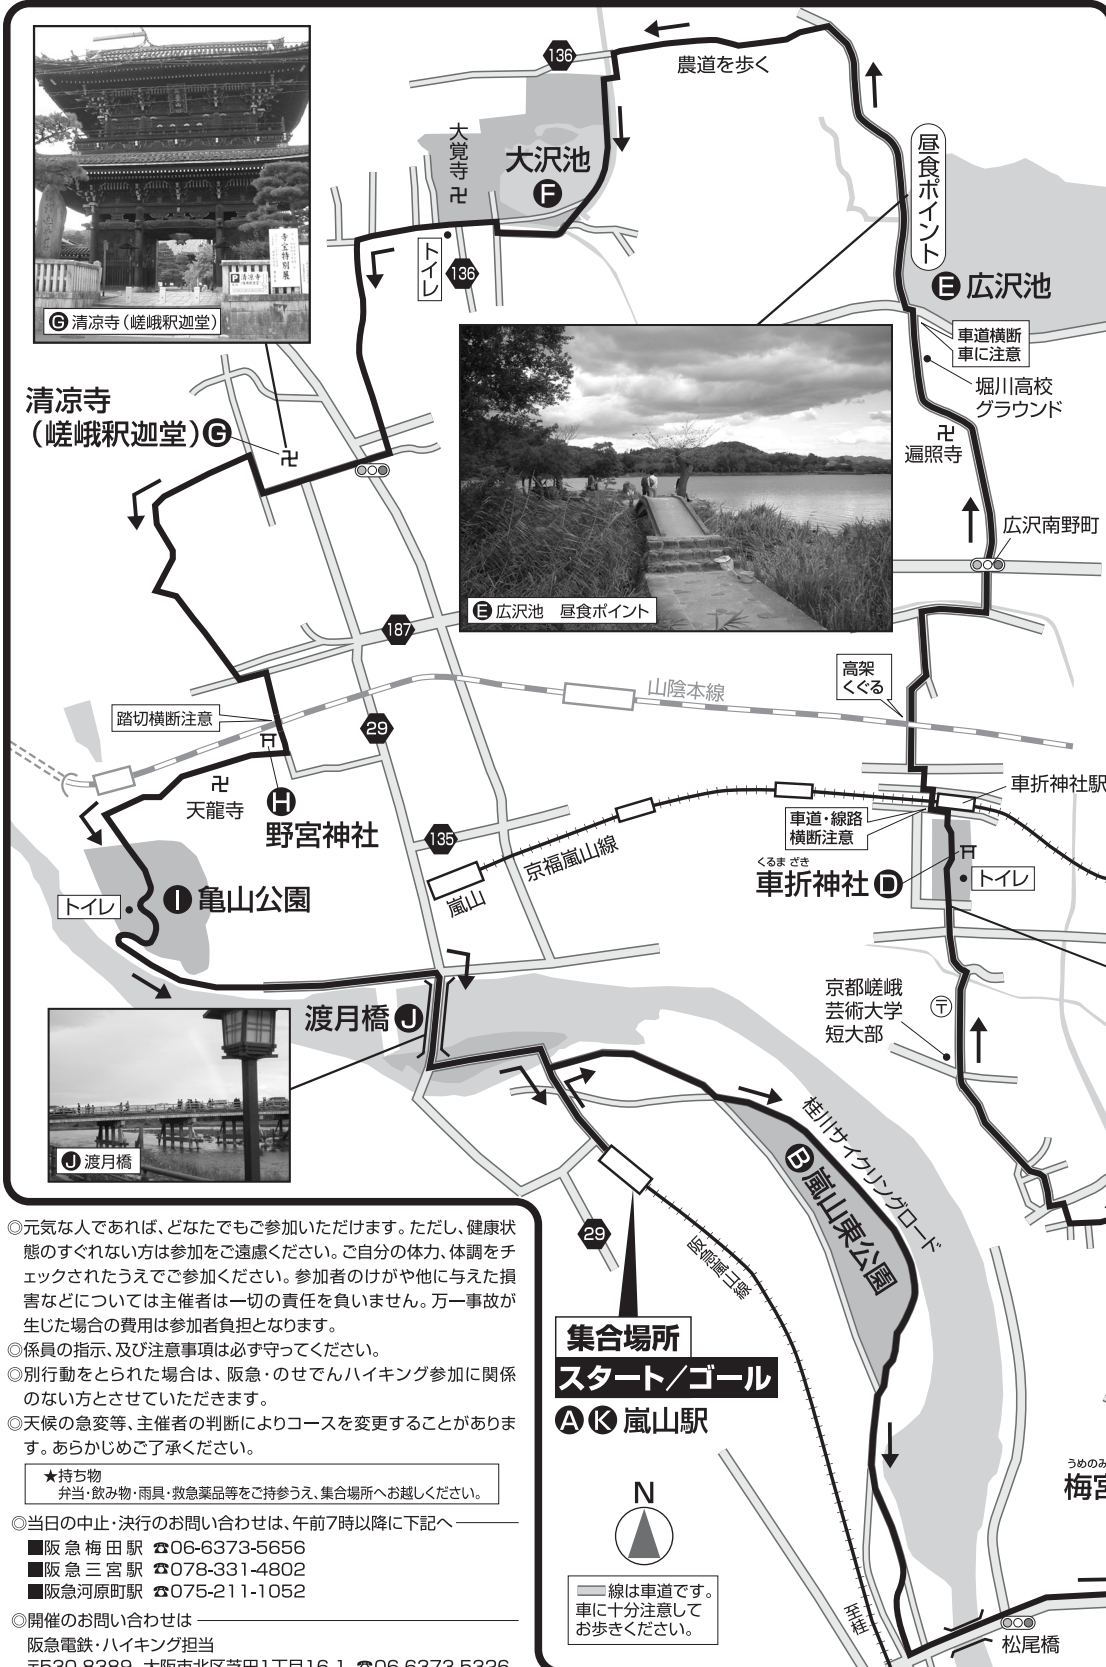 136
農道を歩く
昼食ポイント
大覚寺
大沢池
F
トイレ
136
E 広沢池
車道横断
車に注意
堀川高校
グラウンド
遍照寺
広沢南野町
G 清凉寺(嵯峨釈迦堂)
清凉寺
(嵯峨釈迦堂)G
E 広沢池 昼食ポイント
187
高架
くぐる
山陰本線
踏切横断注意
29
天龍寺
H
野宮神社
135
嵐山
京福嵐山線
車折神社駅
車道・線路
横断注意
くるま ざき
車折神社 D
トイレ
トイレ
I 亀山公園
京都嵯峨
芸術大学
短大部
渡月橋 J
J 渡月橋
桂川サイクリングロード
B 嵐山東公園
29
阪急嵐山線
集合場所
スタート/ゴール
A K 嵐山駅
N
線は車道です。
車に十分注意して
お歩きください。
至桂
松尾橋
うめのみ
梅宮
◎元気な人であれば、どなたでもご参加いただけます。ただし、健康状
態のすぐれない方は参加をご遠慮ください。ご自分の体力、体調をチ
ェックされたうえでご参加ください。参加者のけがや他に与えた損
害などについては主催者は一切の責任を負いません。万一事故が
生じた場合の費用は参加者負担となります。
◎係員の指示、及び注意事項は必ず守ってください。
◎別行動をとられた場合は、阪急・のせでんハイキング参加に関係
のない方とさせていただきます。
◎天候の急変等、主催者の判断によりコースを変更することがありま
す。あらかじめご了承ください。
★持ち物
弁当・飲み物・雨具・救急薬品等をご持参うえ、集合場所へお越しください。
◎当日の中止・決行のお問い合わせは、午前7時以降に下記へ
■阪急梅田駅 ☎06-6373-5656
■阪急三宮駅 ☎078-331-4802
■阪急河原町駅 ☎075-211-1052
◎開催のお問い合わせは
阪急電鉄・ハイキング担当
〒530-8389 大阪市北区芝田1丁目16-1 ☎06-6373-5326